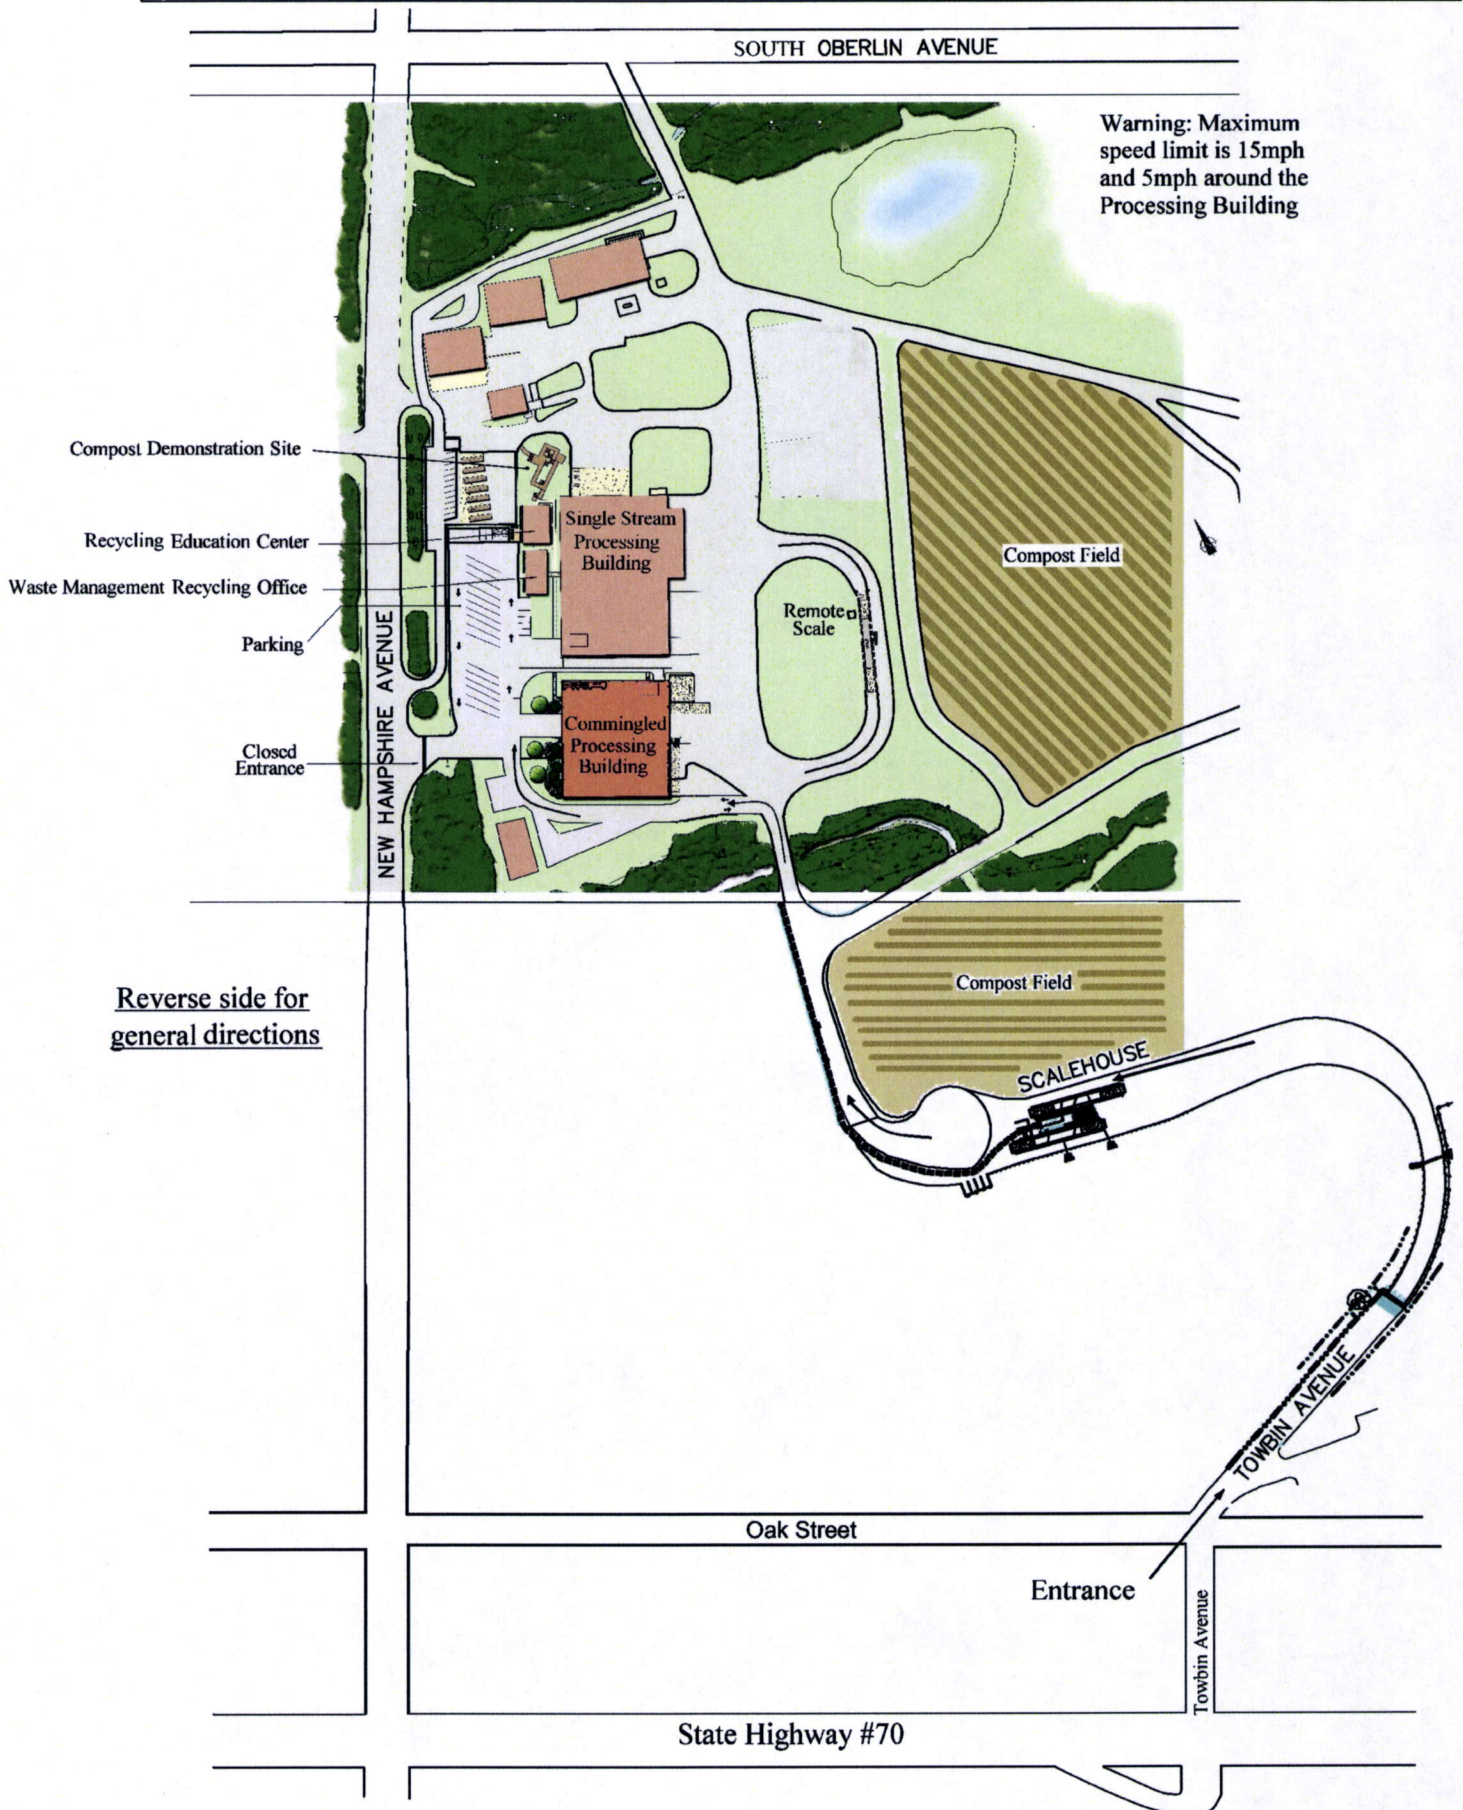 SOUTH OBERLIN AVENUE
Warning: Maximum
speed limit is 15mph
and 5mph around the
Processing Building
Compost Demonstration Site
Recycling Education Center
Waste Management Recycling Office
Parking
Closed
Entrance
NEW HAMPSHIRE AVENUE
Single Stream
Processing
Building
Commingled
Processing
Building
Remote
Scale
Compost Field
Reverse side for
general directions
Compost Field
SCALEHOUSE
TOWBIN AVENUE
Oak Street
Entrance
Towbin Avenue
State Highway #70